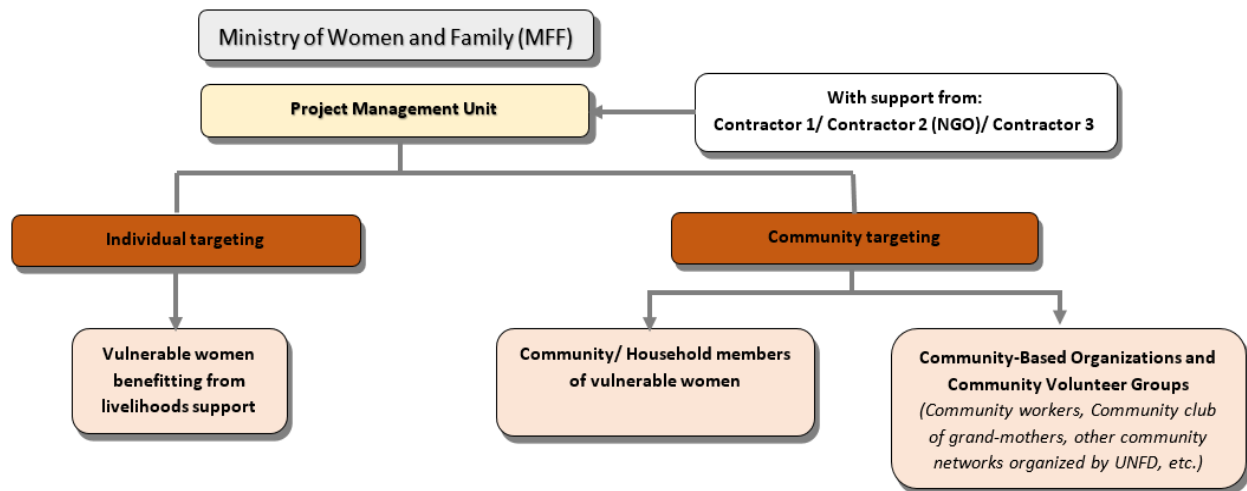 Ministry of Women and Family (MFF)
Project Management Unit
With support from:
Contractor 1/ Contractor 2 (NGO)/ Contractor 3
Individual targeting
Community targeting
Vulnerable women
benefitting from
livelihoods support
Community/ Household members
of vulnerable women
Community-Based Organizations and
Community Volunteer Groups
(Community workers, Community club
of grand-mothers, other community
networks organized by UNFD, etc.)